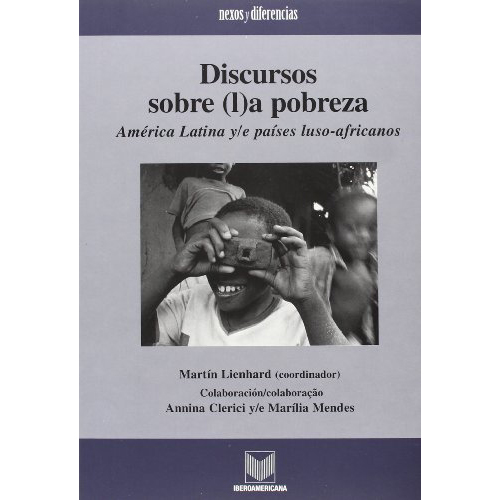 nexos y diferencias
Discursos
sobre (l)a pobreza
América Latina y/e países luso-africanos
Martín Lienhard (coordinador)
Colaboración/colaboração
Annina Clerici y/e Marília Mendes
IBEROAMERICANA